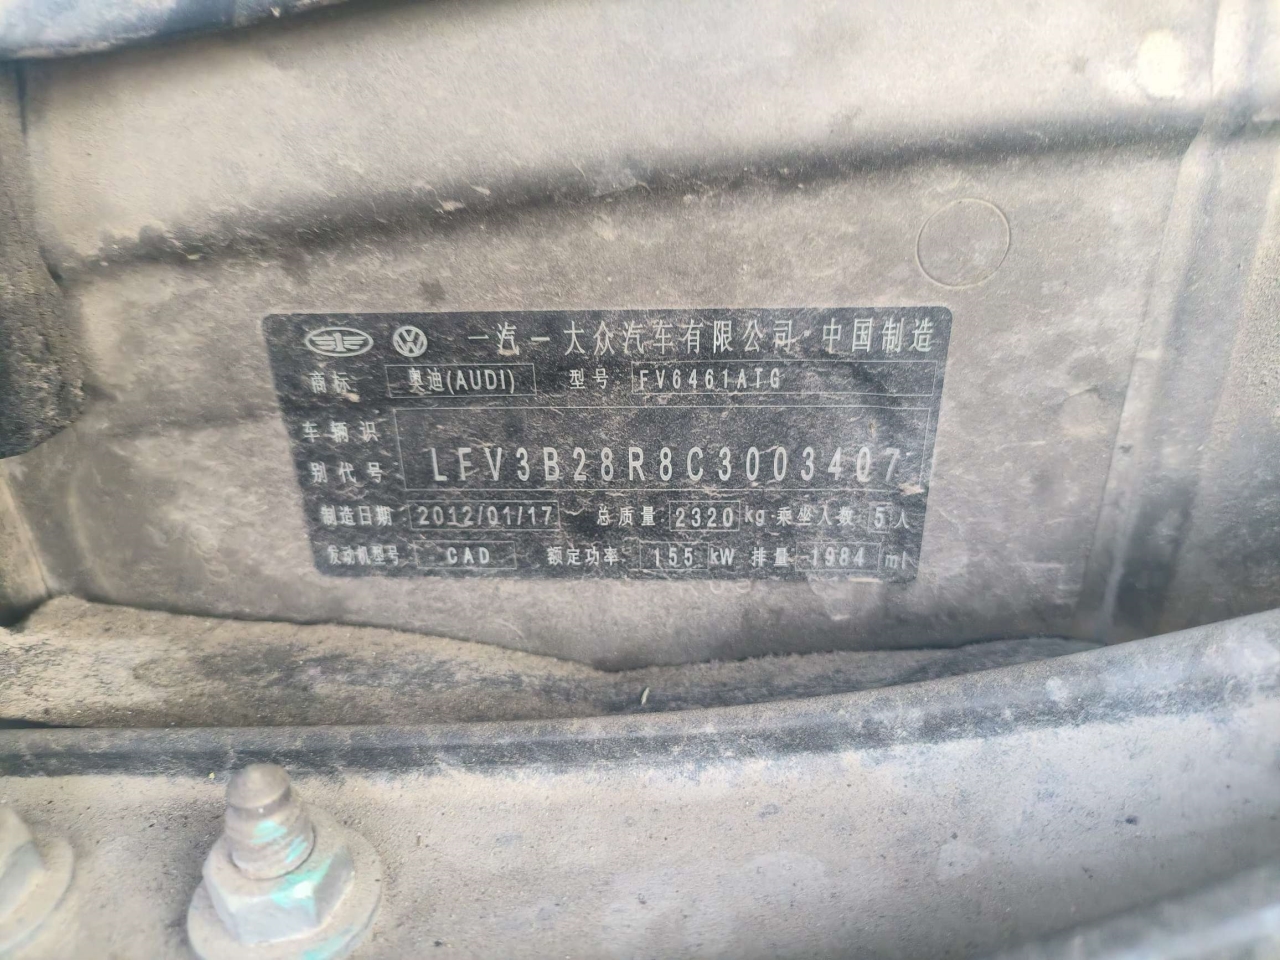 一汽一大众汽车有限公司 中国制造
商标: 奥迪(AUDI) 型号: FV6461ATG
车辆识
别代号 LFV3B28R8C3003407
制造日期: 2012/01/17 总质量 2320 kg 乘坐人数 5 人
发动机型号 CAD 额定功率 155 kW 排量 1984 ml